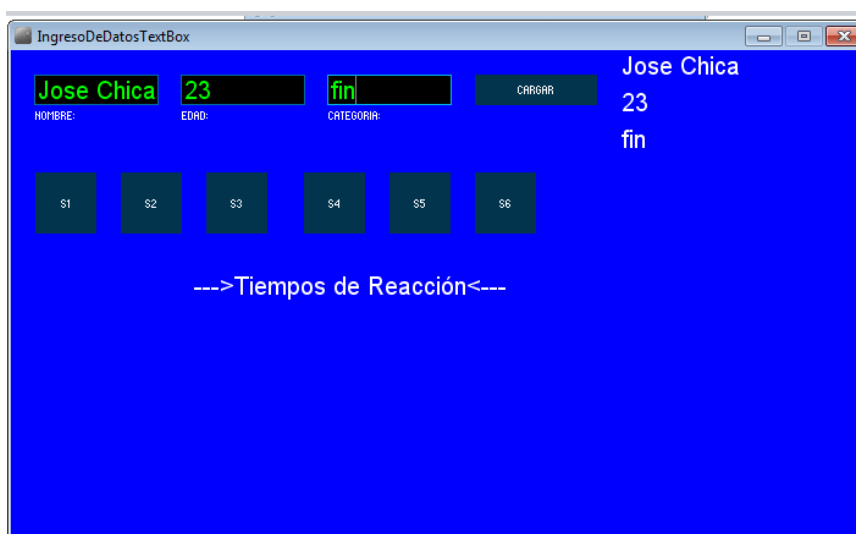 IngresoDeDatosTextBox
Jose Chica 23 fin CARGAR
NOMBRE: EDAD: CATEGORIA:
Jose Chica
23
fin
S1 S2 S3 S4 S5 S6
--->Tiempos de Reacción<---